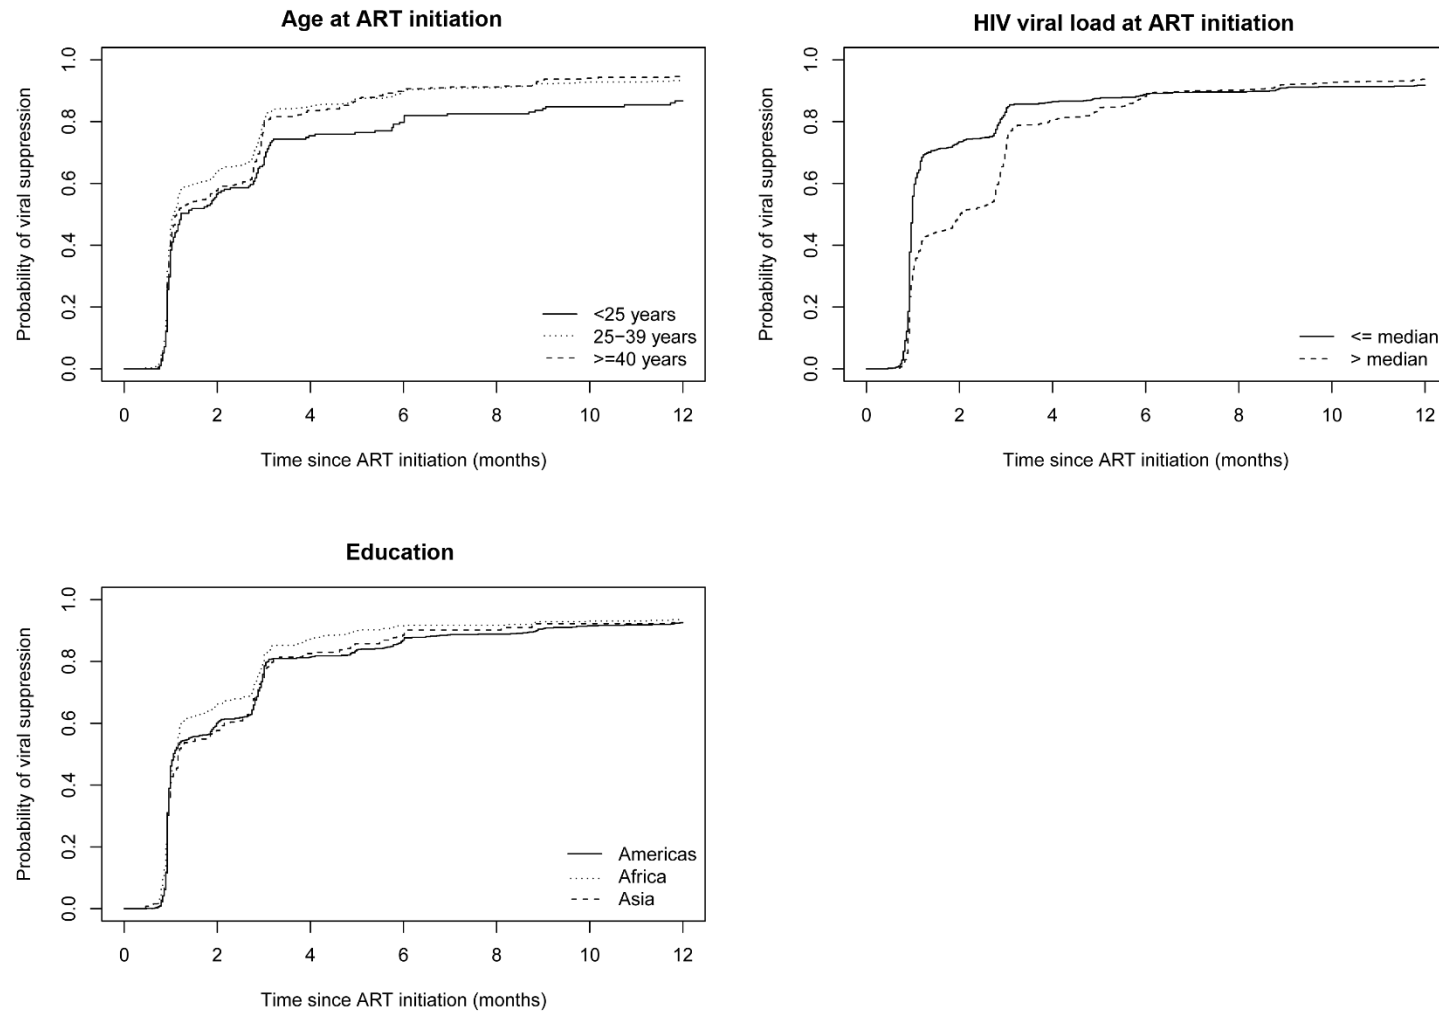 Age at ART initiation
Probability of viral suppression
1.0
0.8
0.6
0.4
0.2
0.0
<25 years
25−39 years
>=40 years
0 2 4 6 8 10 12
Time since ART initiation (months)
HIV viral load at ART initiation
Probability of viral suppression
1.0
0.8
0.6
0.4
0.2
0.0
<= median
> median
0 2 4 6 8 10 12
Time since ART initiation (months)
Education
Probability of viral suppression
1.0
0.8
0.6
0.4
0.2
0.0
Americas
Africa
Asia
0 2 4 6 8 10 12
Time since ART initiation (months)